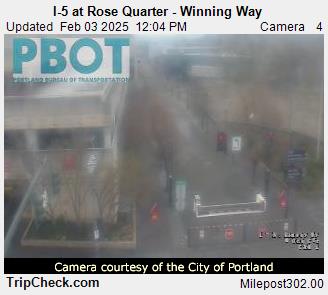 I-5 at Rose Quarter - Winning Way
Updated  Feb 03 2025  12:04 PM  Camera  4
PBOT
PORTLAND BUREAU OF TRANSPORTATION
Camera courtesy of the City of Portland
TripCheck.com  Milepost302.00